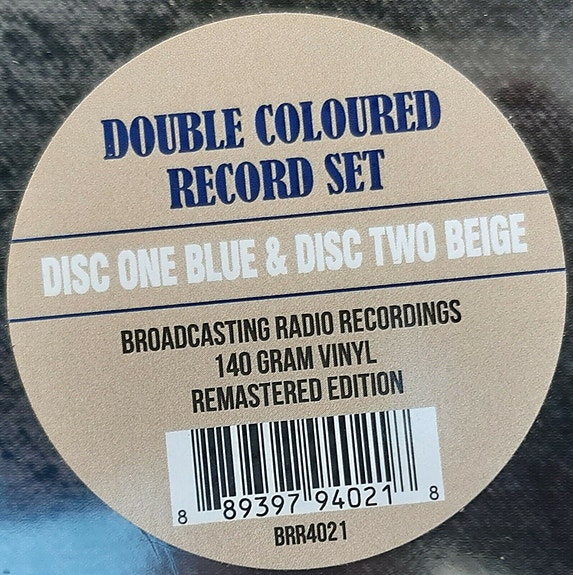 DOUBLE COLOURED
RECORD SET
DISC ONE BLUE & DISC TWO BEIGE
BROADCASTING RADIO RECORDINGS
140 GRAM VINYL
REMASTERED EDITION
8 89397 94021 8
BRR4021